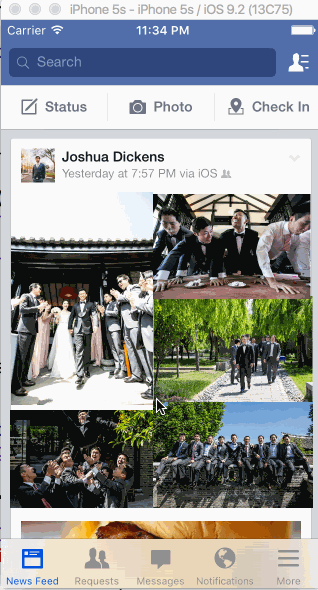 iPhone 5s - iPhone 5s / iOS 9.2 (13C75)
Carrier 11:34 PM
Search
Status Photo Check In
Joshua Dickens
Yesterday at 7:57 PM via iOS
News Feed Requests Messages Notifications More